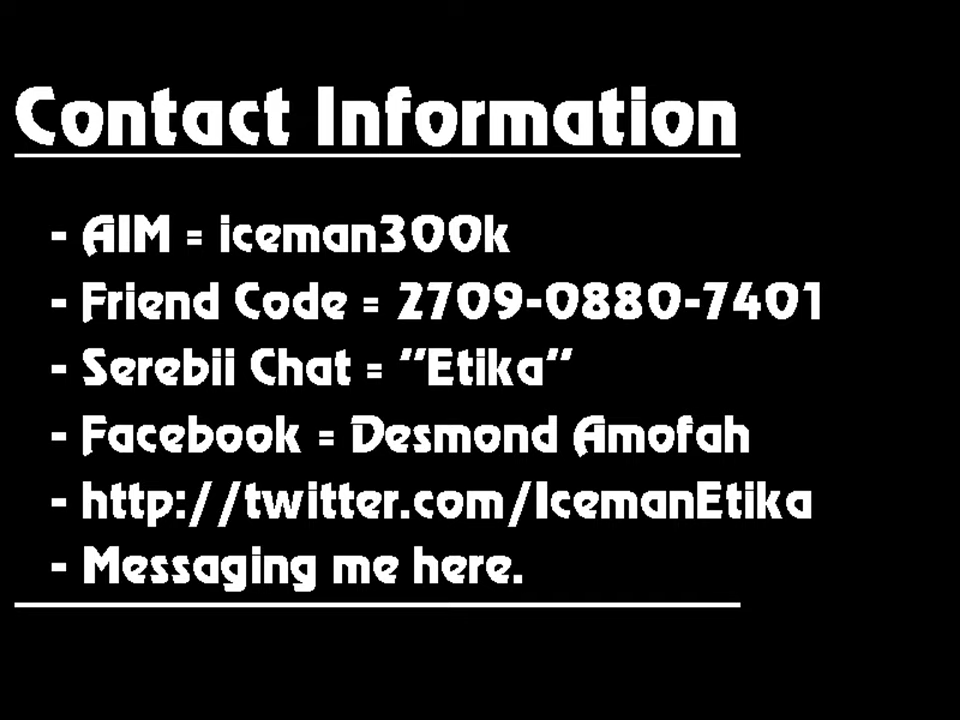 Contact Information
- AIM = iceman300k
- Friend Code = 2709-0880-7401
- Serebii Chat = "Etika"
- Facebook = Desmond Amofah
- http://twitter.com/IcemanEtika
- Messaging me here.